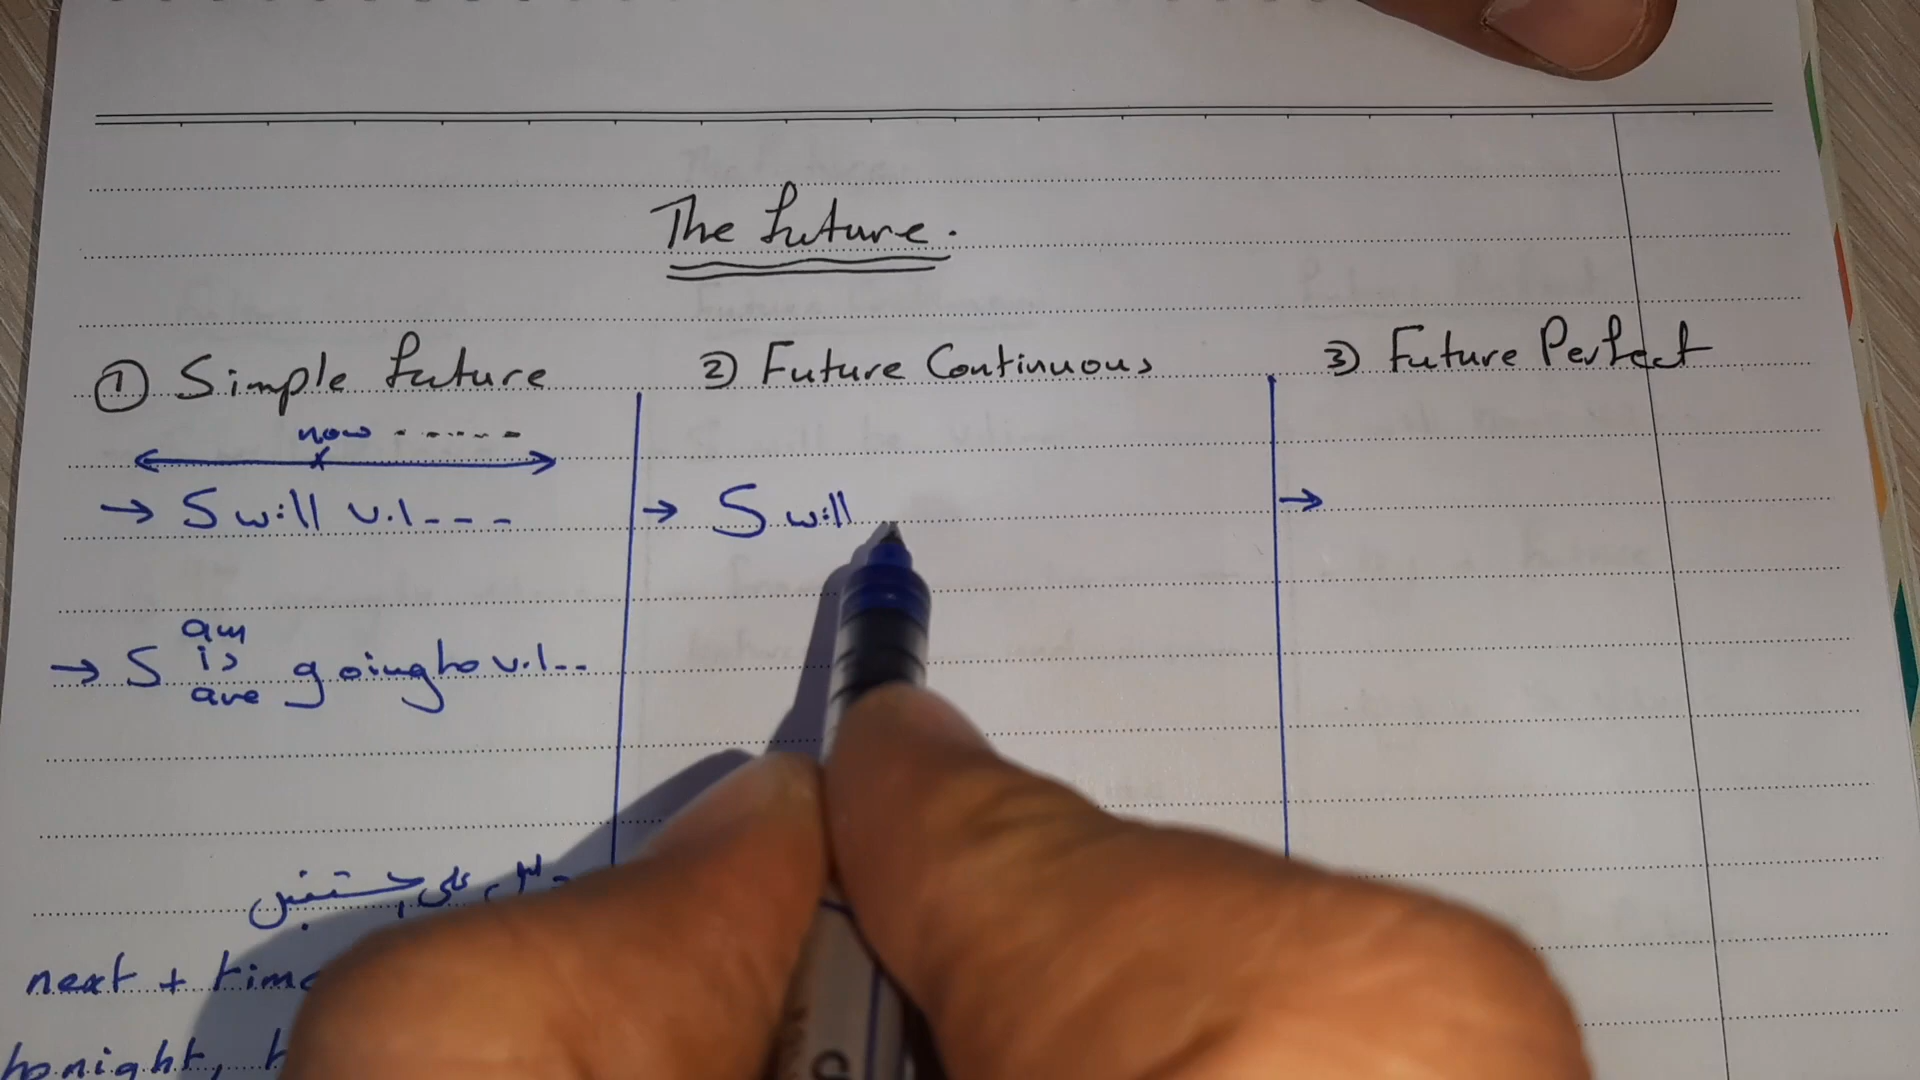 The future.
① Simple future
2) Future Continuous
3) Future Perfect
now ------
→ S will v.1---
→ S will
→
→ S am is are going to v.1--
next + time
tonight,